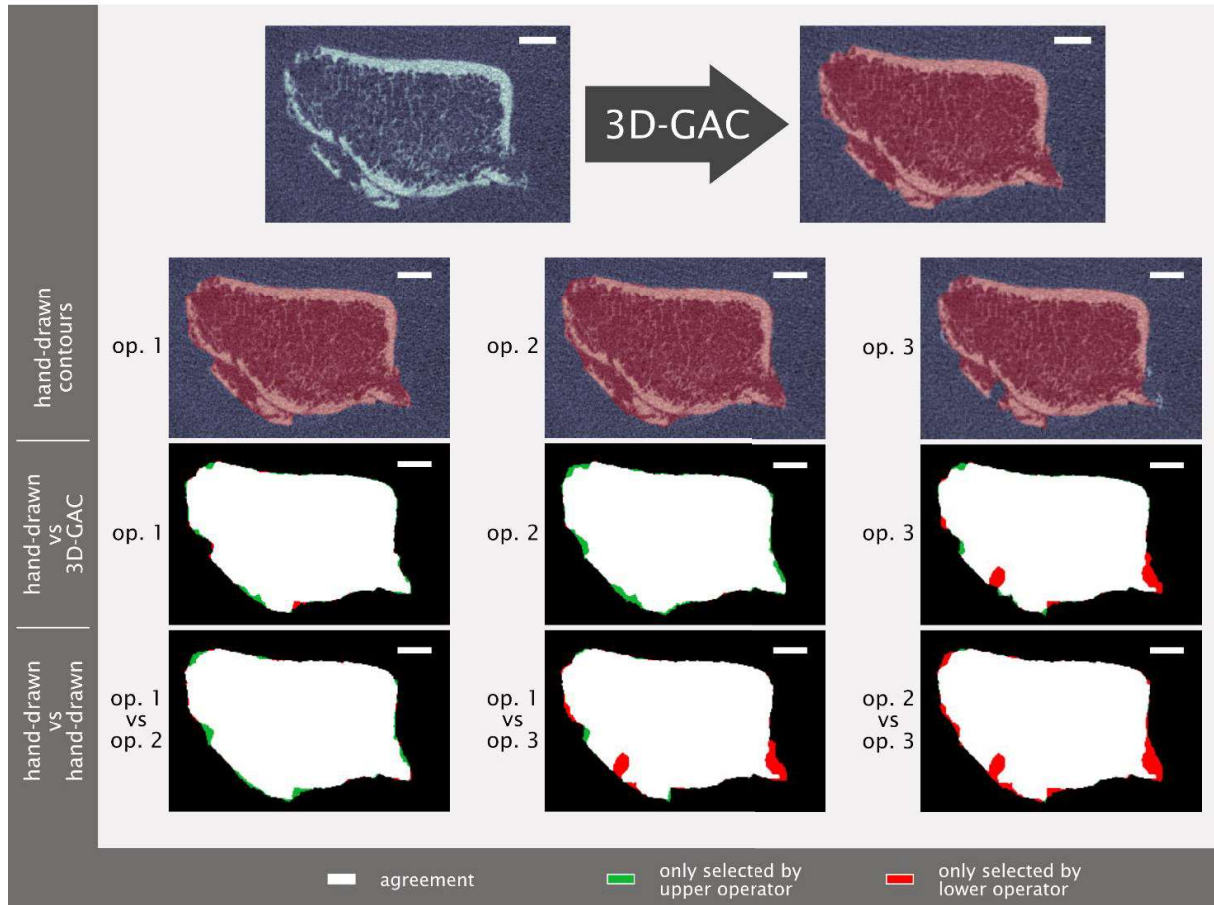 3D-GAC
hand-drawn
contours
op. 1
op. 2
op. 3
hand-drawn
vs
3D-GAC
op. 1
op. 2
op. 3
hand-drawn
vs
hand-drawn
op. 1
vs
op. 2
op. 1
vs
op. 3
op. 2
vs
op. 3
agreement
only selected by
upper operator
only selected by
lower operator